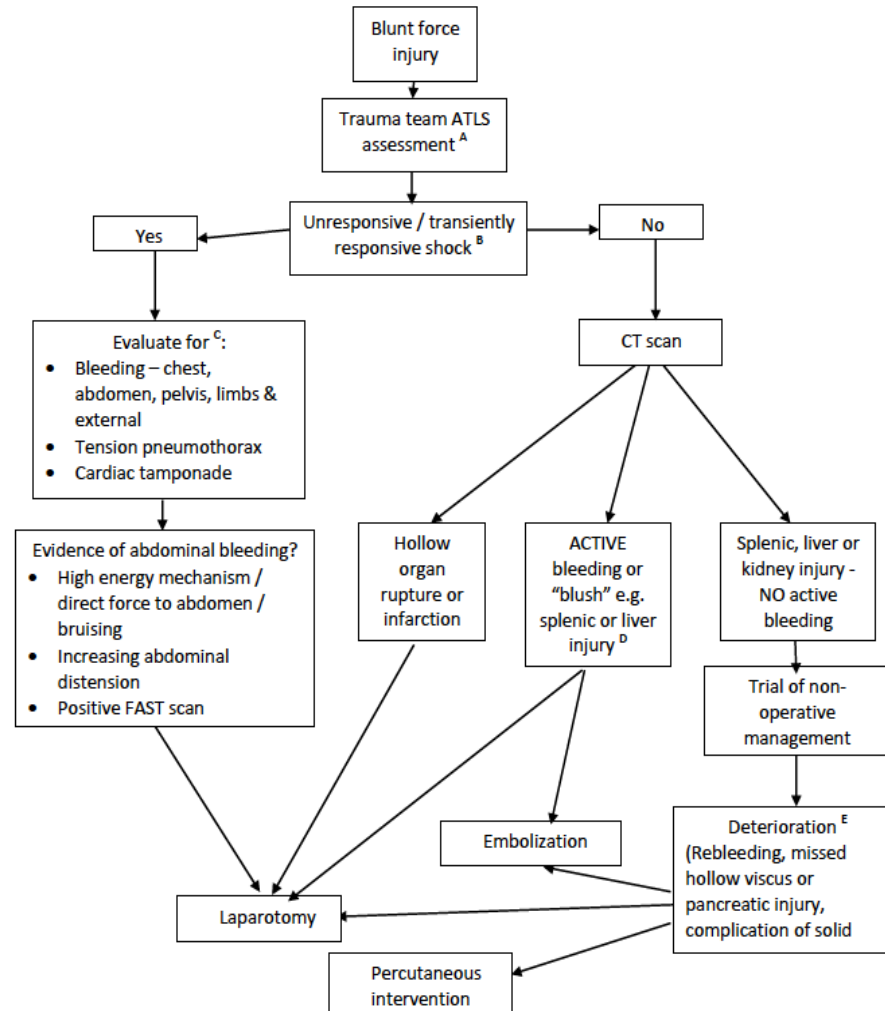 Blunt force
injury
Trauma team ATLS
assessment A
Unresponsive / transiently
responsive shock B
Yes
No
Evaluate for C:
• Bleeding – chest,
abdomen, pelvis, limbs &
external
• Tension pneumothorax
• Cardiac tamponade
CT scan
Evidence of abdominal bleeding?
• High energy mechanism /
direct force to abdomen /
bruising
• Increasing abdominal
distension
• Positive FAST scan
Hollow
organ
rupture or
infarction
ACTIVE
bleeding or
“blush” e.g.
splenic or liver
injury D
Splenic, liver or
kidney injury -
NO active
bleeding
Trial of non-
operative
management
Deterioration E
(Rebleeding, missed
hollow viscus or
pancreatic injury,
complication of solid
Embolization
Laparotomy
Percutaneous
intervention